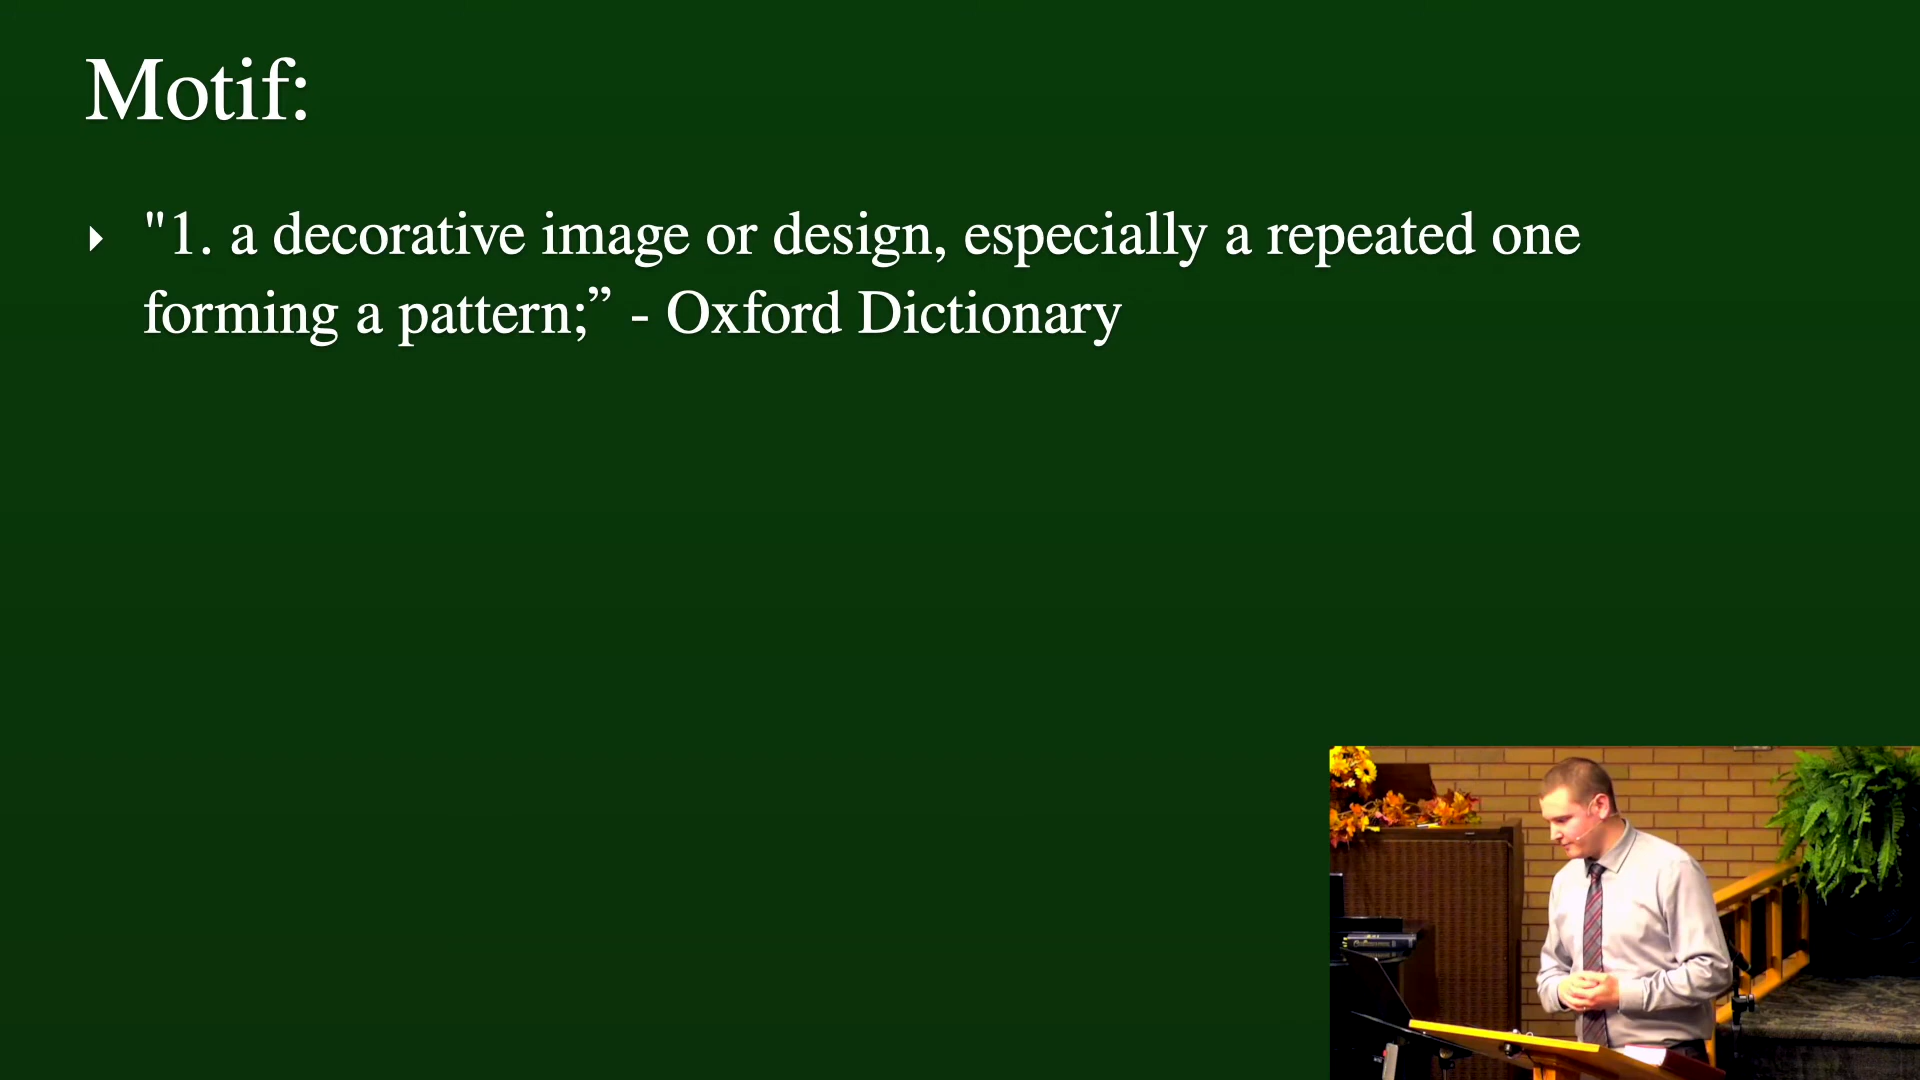 Motif:
"1. a decorative image or design, especially a repeated one
forming a pattern;” - Oxford Dictionary